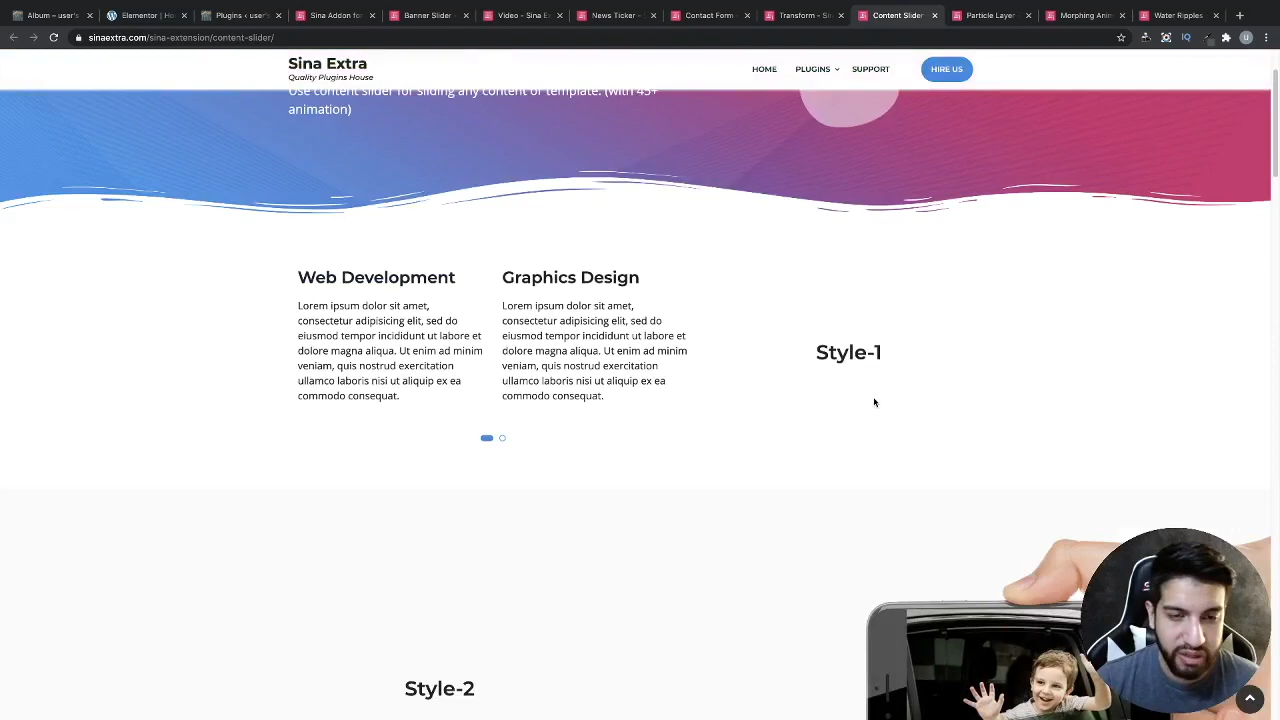 Album – user's
Elementor | Ho
Plugins ‹ user's
Sina Addon for
Banner Slider -
Video – Sina Ex
News Ticker –
Contact Form –
Transform – Sin
Content Slider
Particle Layer
Morphing Anim
Water Ripples
sinaextra.com/sina-extension/content-slider/
Sina Extra
Quality Plugins House
HOME
PLUGINS
SUPPORT
HIRE US
Use content slider for sliding any content or template. (with 45+
animation)
Web Development
Lorem ipsum dolor sit amet,
consectetur adipisicing elit, sed do
eiusmod tempor incididunt ut labore et
dolore magna aliqua. Ut enim ad minim
veniam, quis nostrud exercitation
ullamco laboris nisi ut aliquip ex ea
commodo consequat.
Graphics Design
Lorem ipsum dolor sit amet,
consectetur adipisicing elit, sed do
eiusmod tempor incididunt ut labore et
dolore magna aliqua. Ut enim ad minim
veniam, quis nostrud exercitation
ullamco laboris nisi ut aliquip ex ea
commodo consequat.
Style-1
Style-2